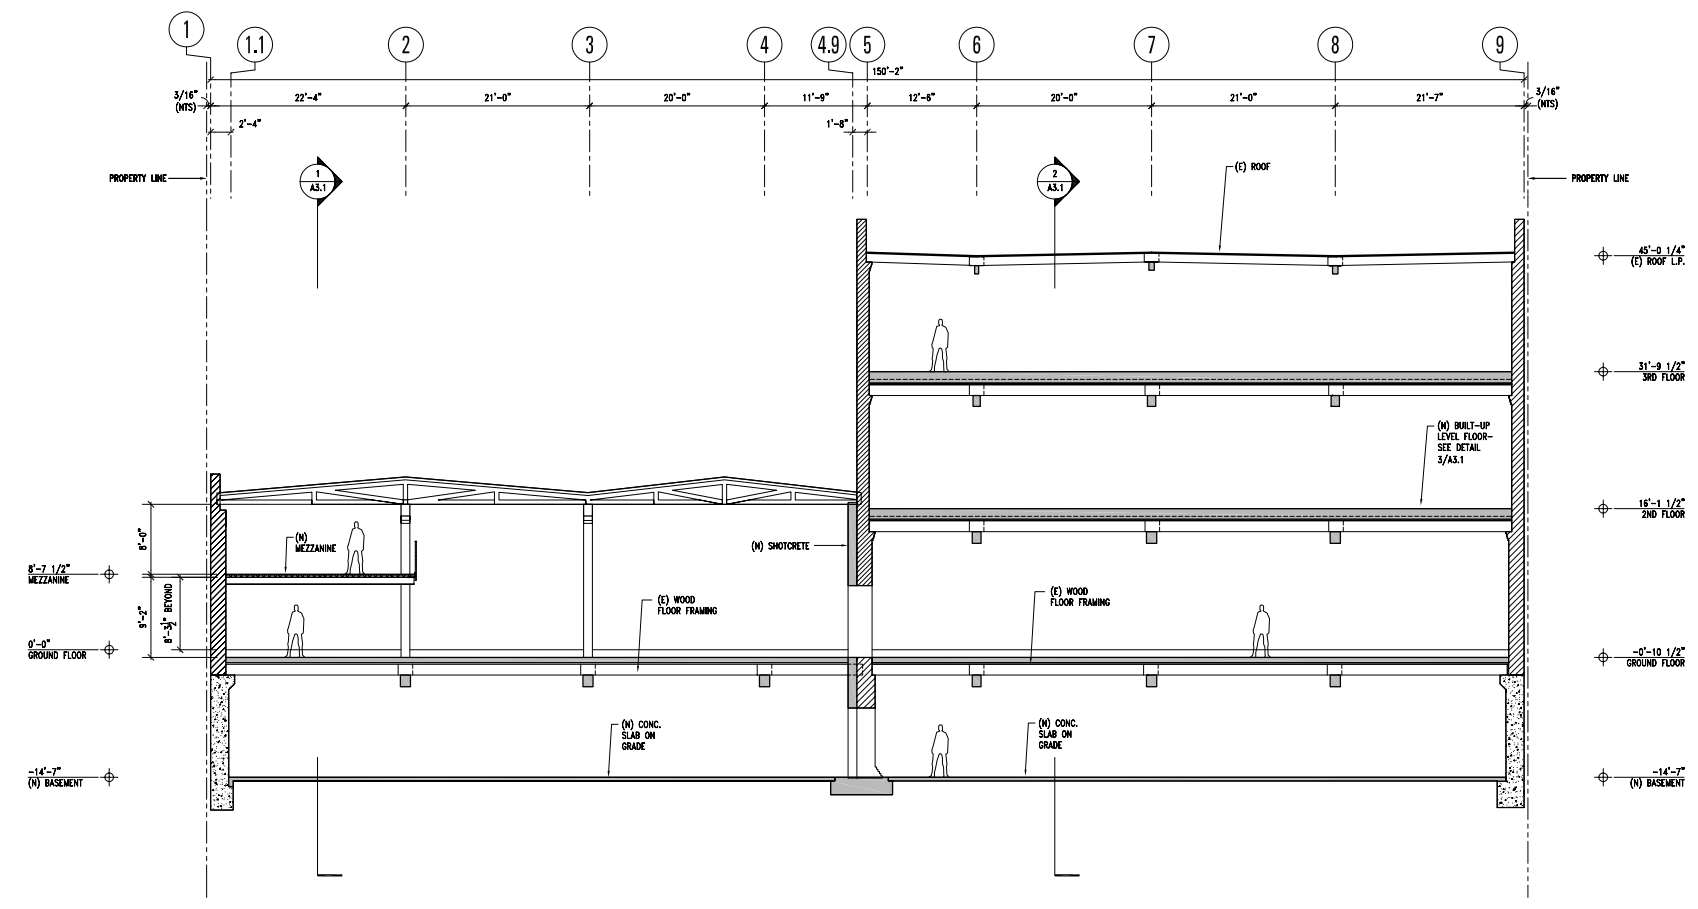 1
1.1
2
3
4
4.9
5
6
7
8
9
150'-2"
3/16"
(NTS)
22'-4"
21'-0"
20'-0"
11'-9"
12'-6"
20'-0"
21'-0"
21'-7"
3/16"
(NTS)
2'-4"
1'-8"
PROPERTY LINE
1
A3.1
2
A3.1
(E) ROOF
PROPERTY LINE
45'-0 1/4"
(E) ROOF L.P.
31'-9 1/2"
3RD FLOOR
(N) BUILT-UP
LEVEL FLOOR-
SEE DETAIL
3/A3.1
16'-1 1/2"
2ND FLOOR
8'-0"
(N)
MEZZANINE
(N) SHOTCRETE
8'-7 1/2"
MEZZANINE
9'-2"
8'-3½" BEYOND
(E) WOOD
FLOOR FRAMING
(E) WOOD
FLOOR FRAMING
0'-0"
GROUND FLOOR
-0'-10 1/2"
GROUND FLOOR
(N) CONC.
SLAB ON
GRADE
(N) CONC.
SLAB ON
GRADE
-14'-7"
(N) BASEMENT
-14'-7"
(N) BASEMENT